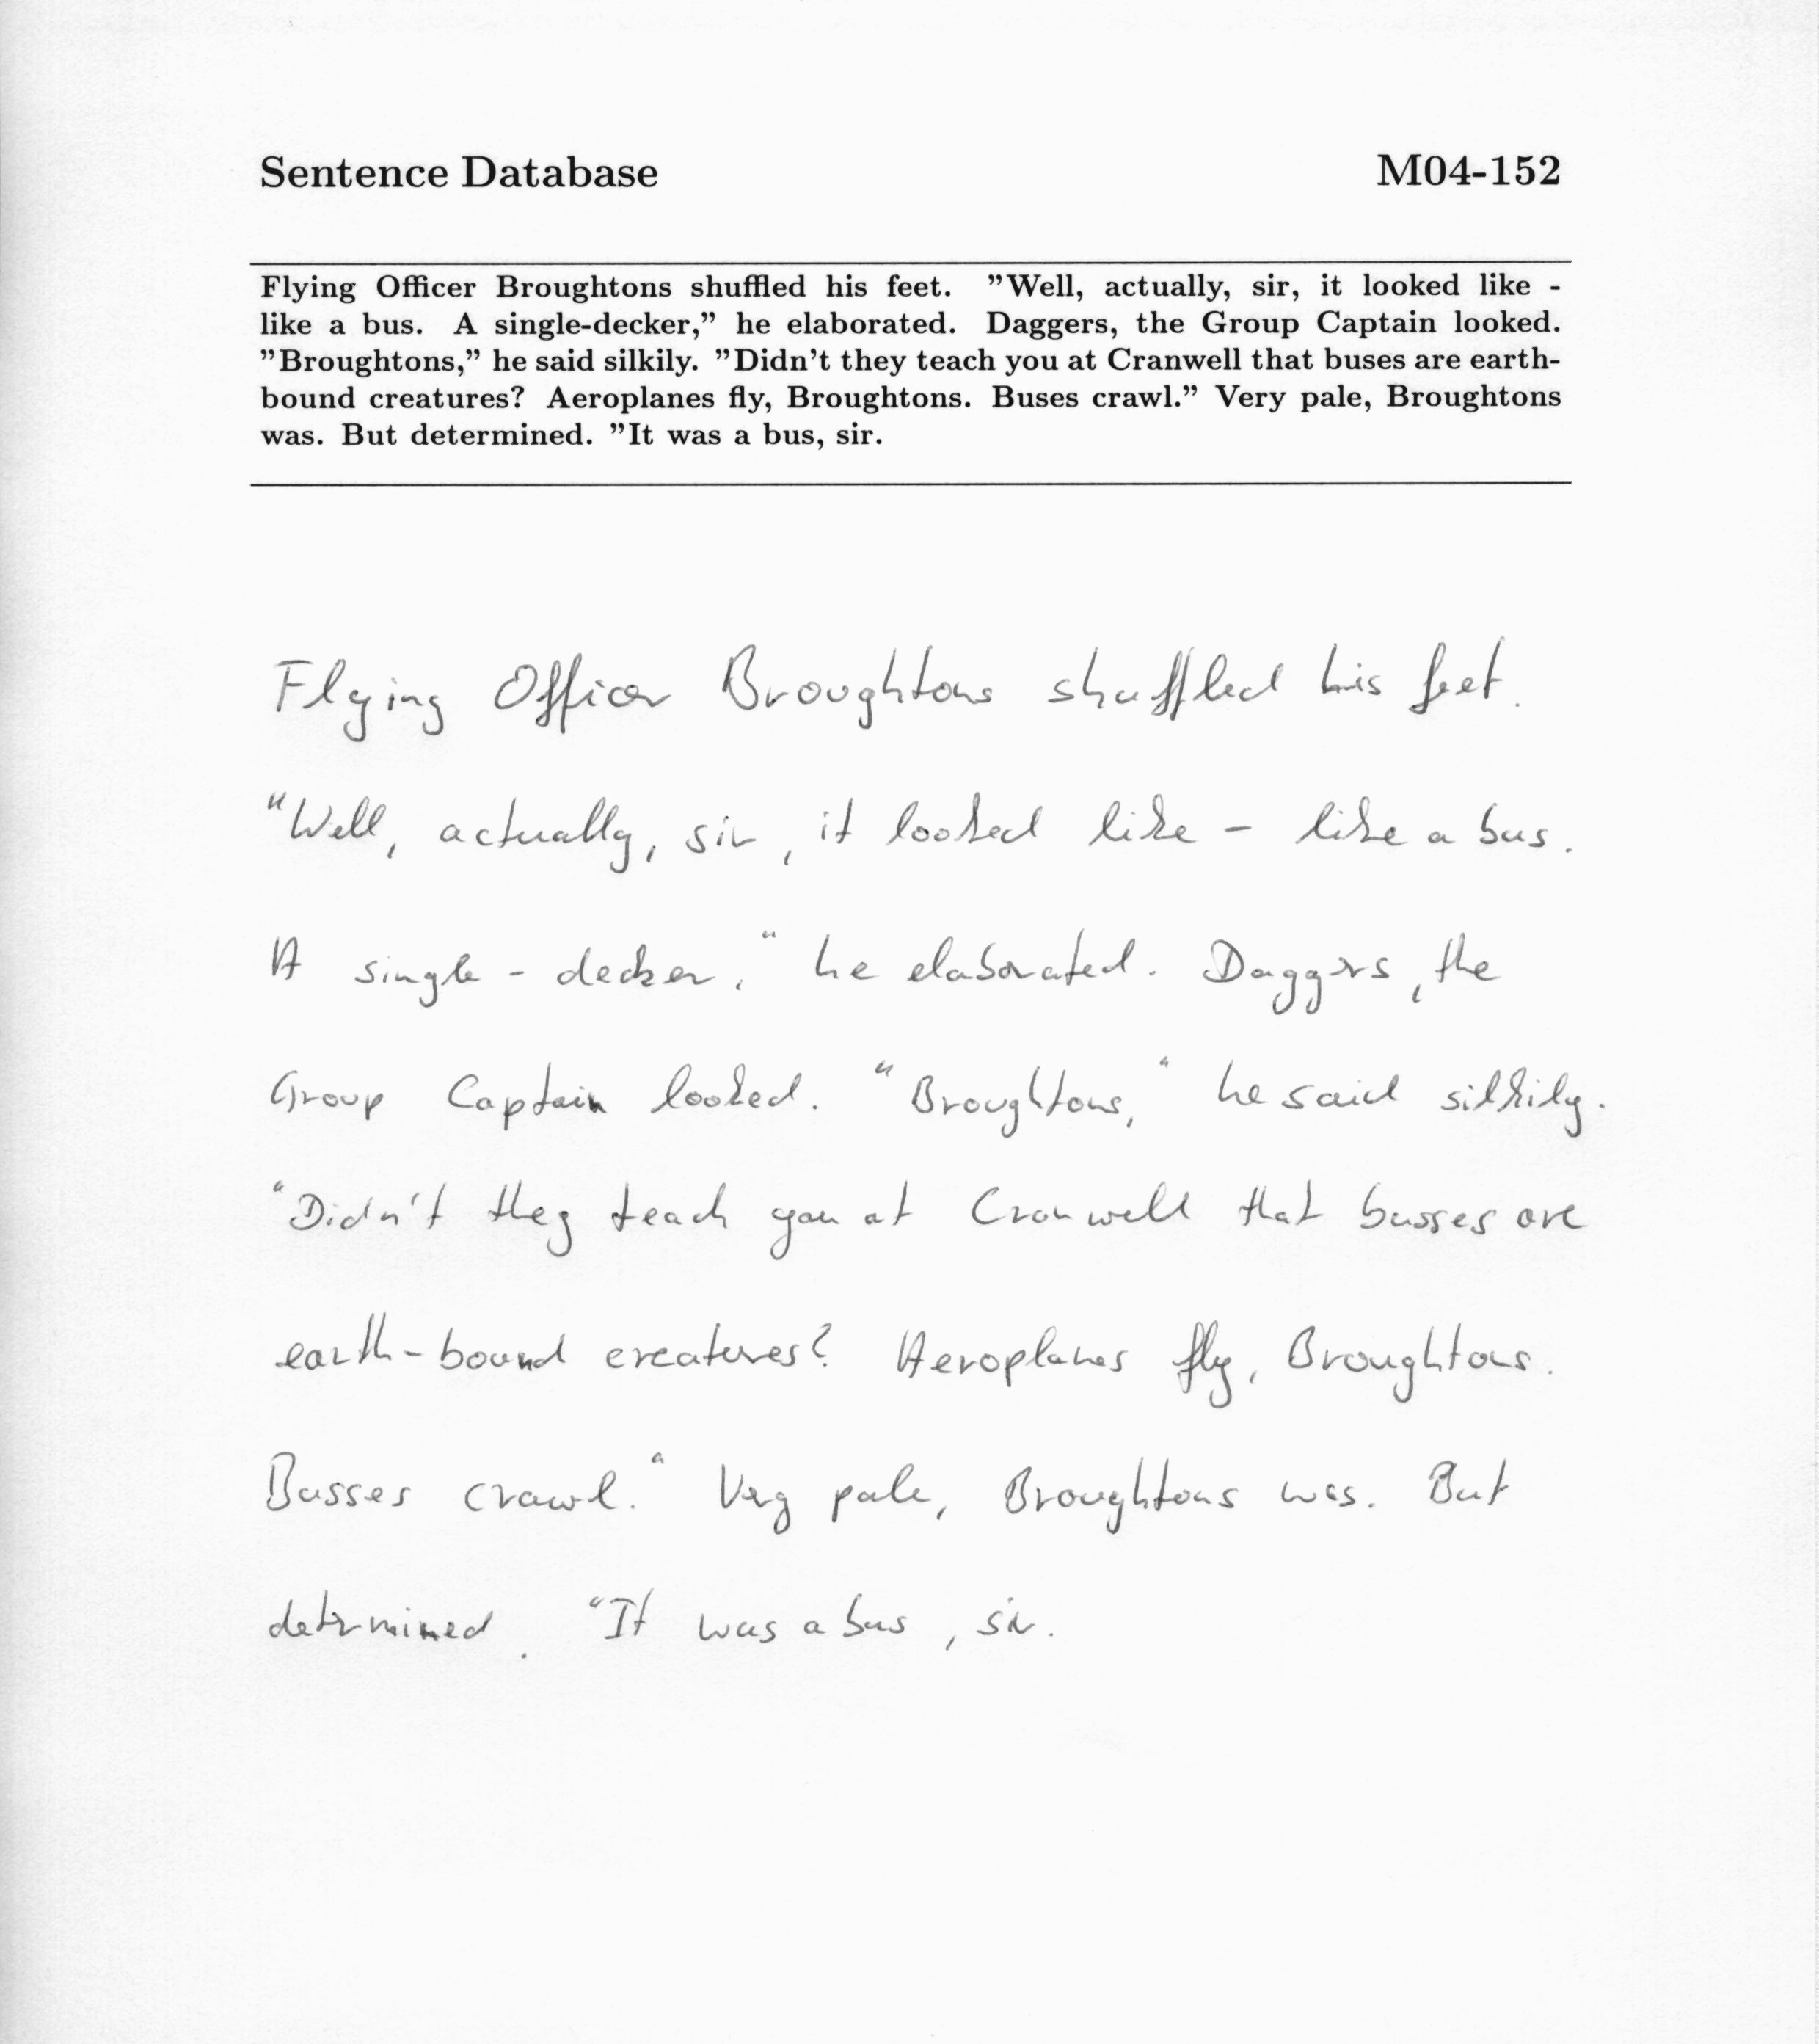 Sentence Database M04-152
Flying Officer Broughtons shuffled his feet. ”Well, actually, sir, it looked like -
like a bus. A single-decker,” he elaborated. Daggers, the Group Captain looked.
”Broughtons,” he said silkily. ”Didn’t they teach you at Cranwell that buses are earth-
bound creatures? Aeroplanes fly, Broughtons. Buses crawl.” Very pale, Broughtons
was. But determined. ”It was a bus, sir.
Flying Officer Broughtons shuffled his feet.
"Well, actually, sir, it looked like - like a bus.
A single - decker," he elaborated. Daggers, the
Group Captain looked. "Broughtons," he said silkily.
"Didn't they teach you at Cranwell that busses are
earth-bound creatures? Aeroplanes fly, Broughtons.
Busses crawl." Very pale, Broughtons was. But
determined. "It was a bus, sir.